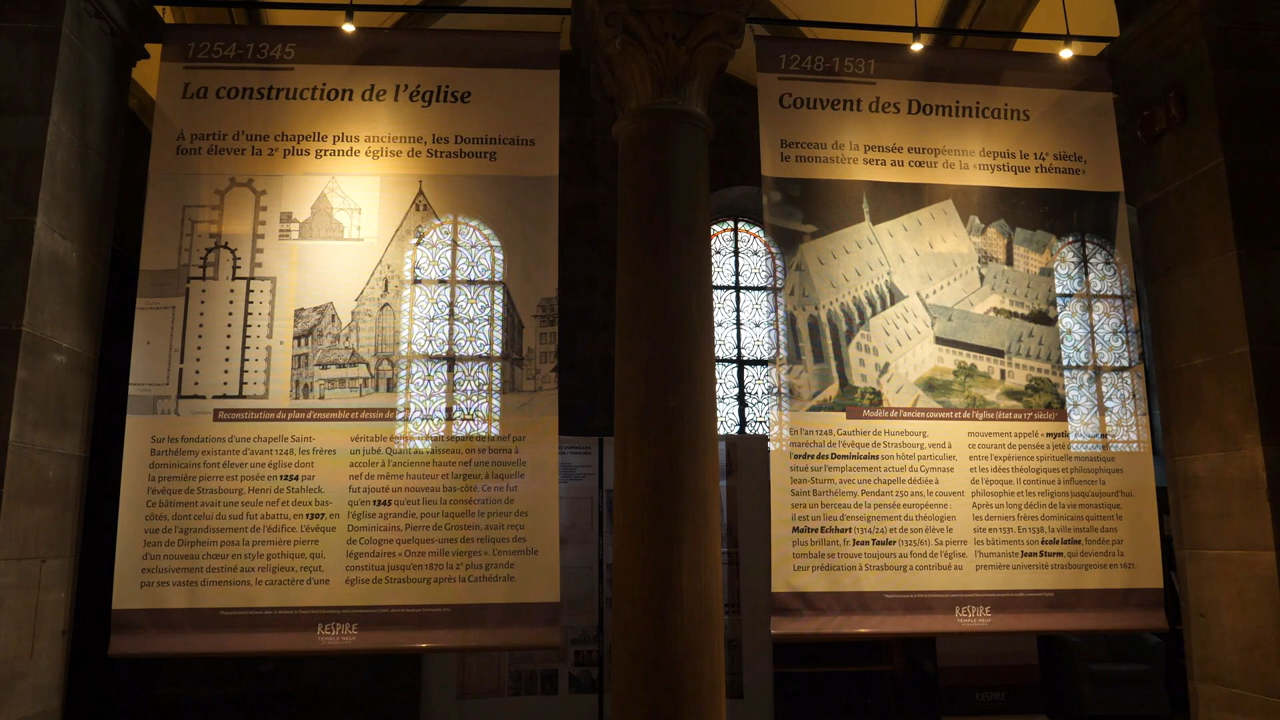 1254-1345
La construction de l'église
À partir d'une chapelle plus ancienne, les Dominicains
font élever la 2e plus grande église de Strasbourg
Reconstitution du plan d'ensemble et dessin de
Sur les fondations d'une chapelle Saint-
Barthélemy existante d'avant 1248, les frères
dominicains font élever une église dont
la première pierre est posée en 1254 par
l'évêque de Strasbourg, Henri de Stahleck.
Ce bâtiment avait une seule nef et deux bas-
côtés, dont celui du sud fut abattu, en 1307, en
vue de l'agrandissement de l'édifice. L'évêque
Jean de Dirpheim posa la première pierre
d'un nouveau chœur en style gothique, qui,
exclusivement destiné aux religieux, reçut,
par ses vastes dimensions, le caractère d'une
véritable église. Il était séparé de la nef par
un jubé. Quant au vaisseau, on se borna à
accoler à l'ancienne haute nef une nouvelle
nef de même hauteur et largeur, à laquelle
fut ajouté un nouveau bas-côté. Ce ne fut
qu'en 1345 qu'eut lieu la consécration de
l'église agrandie, pour laquelle le prieur des
Dominicains, Pierre de Grostein, avait reçu
de Cologne quelques-unes des reliques des
légendaires « Onze mille vierges ». L'ensemble
constitua jusqu'en 1870 la 2e plus grande
église de Strasbourg après la Cathédrale.
RESPIRE
TEMPLE NEUF
STRASBOURG
1248-1531
Couvent des Dominicains
Berceau de la pensée européenne depuis le 14e siècle,
le monastère sera au cœur de la «mystique rhénane»
Modèle de l'ancien couvent et de l'église (état au 17e siècle)*
En l'an 1248, Gauthier de Hunebourg,
maréchal de l'évêque de Strasbourg, vend à
l'ordre des Dominicains son hôtel particulier,
situé sur l'emplacement actuel du Gymnase
Jean-Sturm, avec une chapelle dédiée à
Saint Barthélemy. Pendant 250 ans, le couvent
sera un berceau de la pensée européenne :
il est un lieu d'enseignement du théologien
Maître Eckhart (1314/24) et de son élève le
plus brillant, fr. Jean Tauler (1325/61). Sa pierre
tombale se trouve toujours au fond de l'église.
Leur prédication à Strasbourg a contribué au
mouvement appelé « mystique
ce courant de pensée a jeté
entre l'expérience spirituelle monastique
et les idées théologiques et philosophiques
de l'époque. Il continue à influencer la
philosophie et les religions jusqu'aujourd'hui.
Après un long déclin de la vie monastique,
les derniers frères dominicains quittent le
site en 1531. En 1538, la ville installe dans
les bâtiments son école latine, fondée par
l'humaniste Jean Sturm, qui deviendra la
première université strasbourgeoise en 1621.
RESPIRE
TEMPLE NEUF
STRASBOURG
RESPIRE